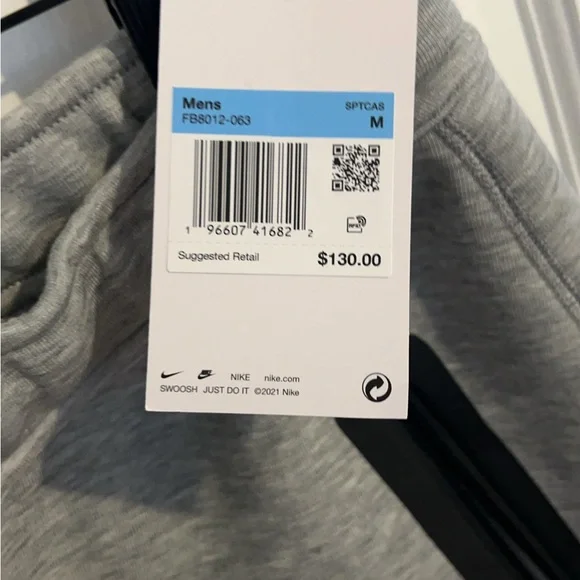 Mens SPTCAS
FB8012-063 M
1 96607 41682 2
Suggested Retail $130.00
NIKE nike.com
SWOOSH JUST DO IT ©2021 Nike